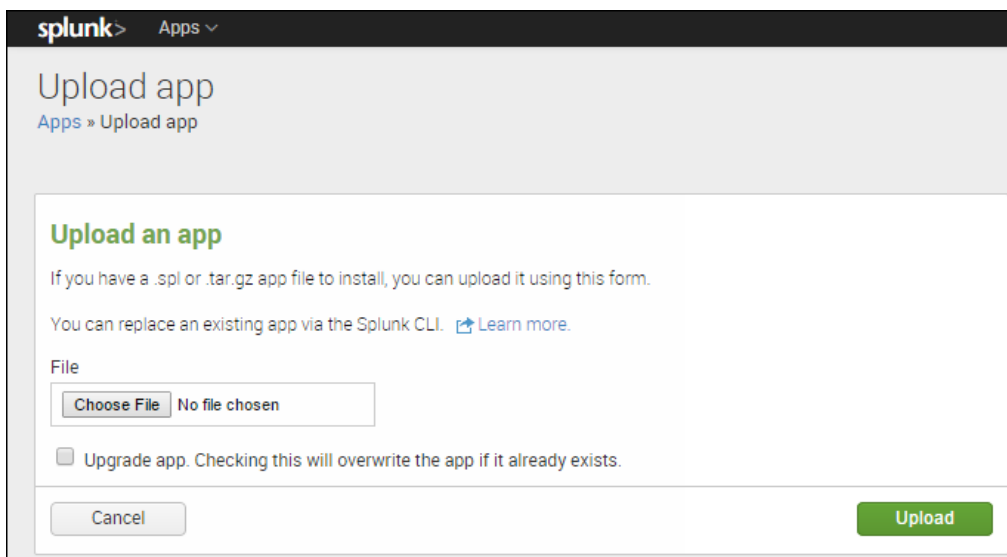 splunk> Apps
Upload app
Apps » Upload app
Upload an app
If you have a .spl or .tar.gz app file to install, you can upload it using this form.
You can replace an existing app via the Splunk CLI. Learn more.
File
Choose File No file chosen
Upgrade app. Checking this will overwrite the app if it already exists.
Cancel Upload